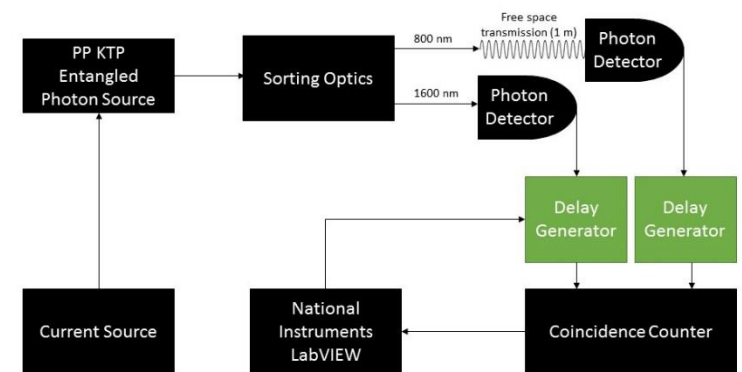 Free space
transmission (1 m)
800 nm
Photon
Detector
PP KTP
Entangled
Photon Source
Sorting Optics
1600 nm
Photon
Detector
Delay
Generator
Delay
Generator
Current Source
National
Instruments
LabVIEW
Coincidence Counter